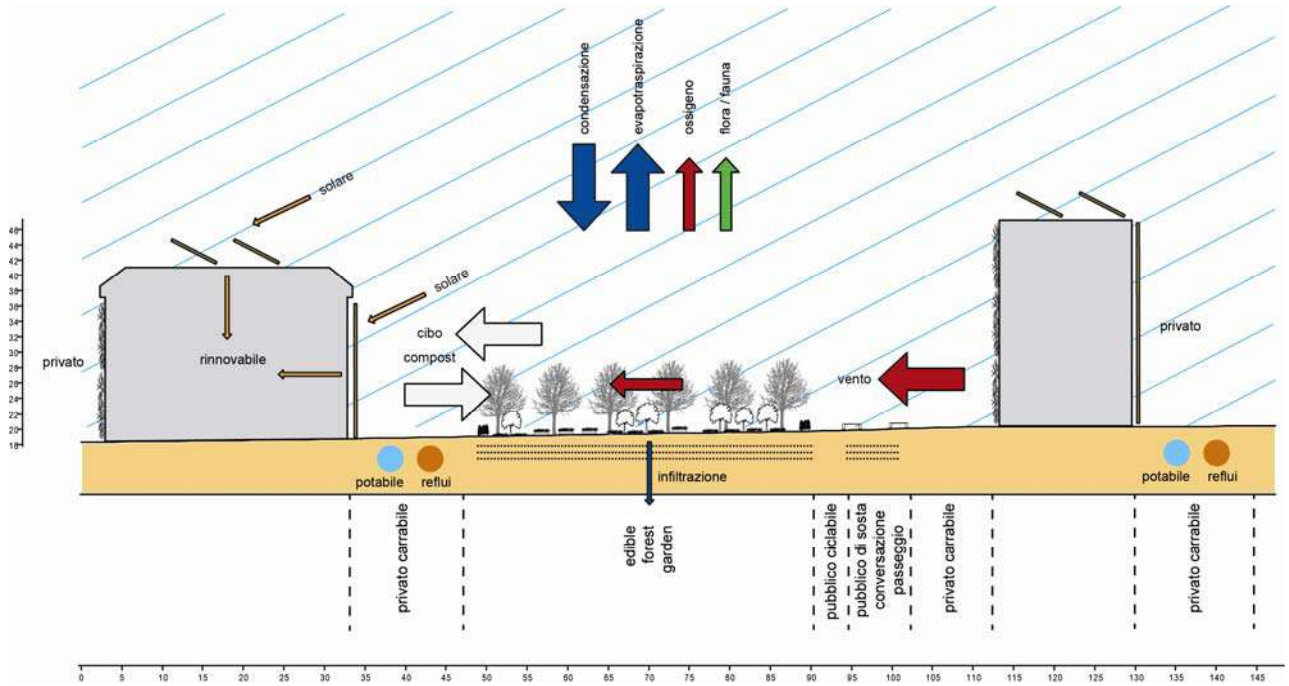 condensazione
evapotraspirazione
ossigeno
flora / fauna
solare
solare
46
44
42
40
38
36
34
32
30
28
26
24
22
20
18
privato
rinnovabile
cibo
compost
vento
privato
potabile
reflui
infiltrazione
potabile
reflui
privato carrabile
edible
forest
garden
pubblico ciclabile
pubblico di sosta
conversazione
passeggio
privato carrabile
privato carrabile
0 5 10 15 20 25 30 35 40 45 50 55 60 65 70 75 80 85 90 95 100 105 110 115 120 125 130 135 140 145